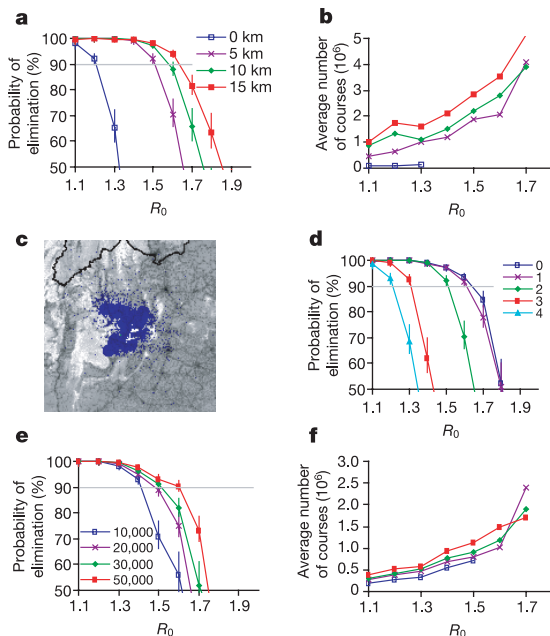 a
Probability of
elimination (%)
100
90
80
70
60
50
1.1 1.3 1.5 1.7 1.9
R0
0 km
5 km
10 km
15 km
b
Average number
of courses (10⁶)
5
4
3
2
1
0
1.1 1.3 1.5 1.7
R0
c
d
Probability of
elimination (%)
100
90
80
70
60
50
1.1 1.3 1.5 1.7 1.9
R0
0
1
2
3
4
e
Probability of
elimination (%)
100
90
80
70
60
50
1.1 1.3 1.5 1.7 1.9
R0
10,000
20,000
30,000
50,000
f
Average number
of courses (10⁶)
3.0
2.5
2.0
1.5
1.0
0.5
0
1.1 1.3 1.5 1.7
R0